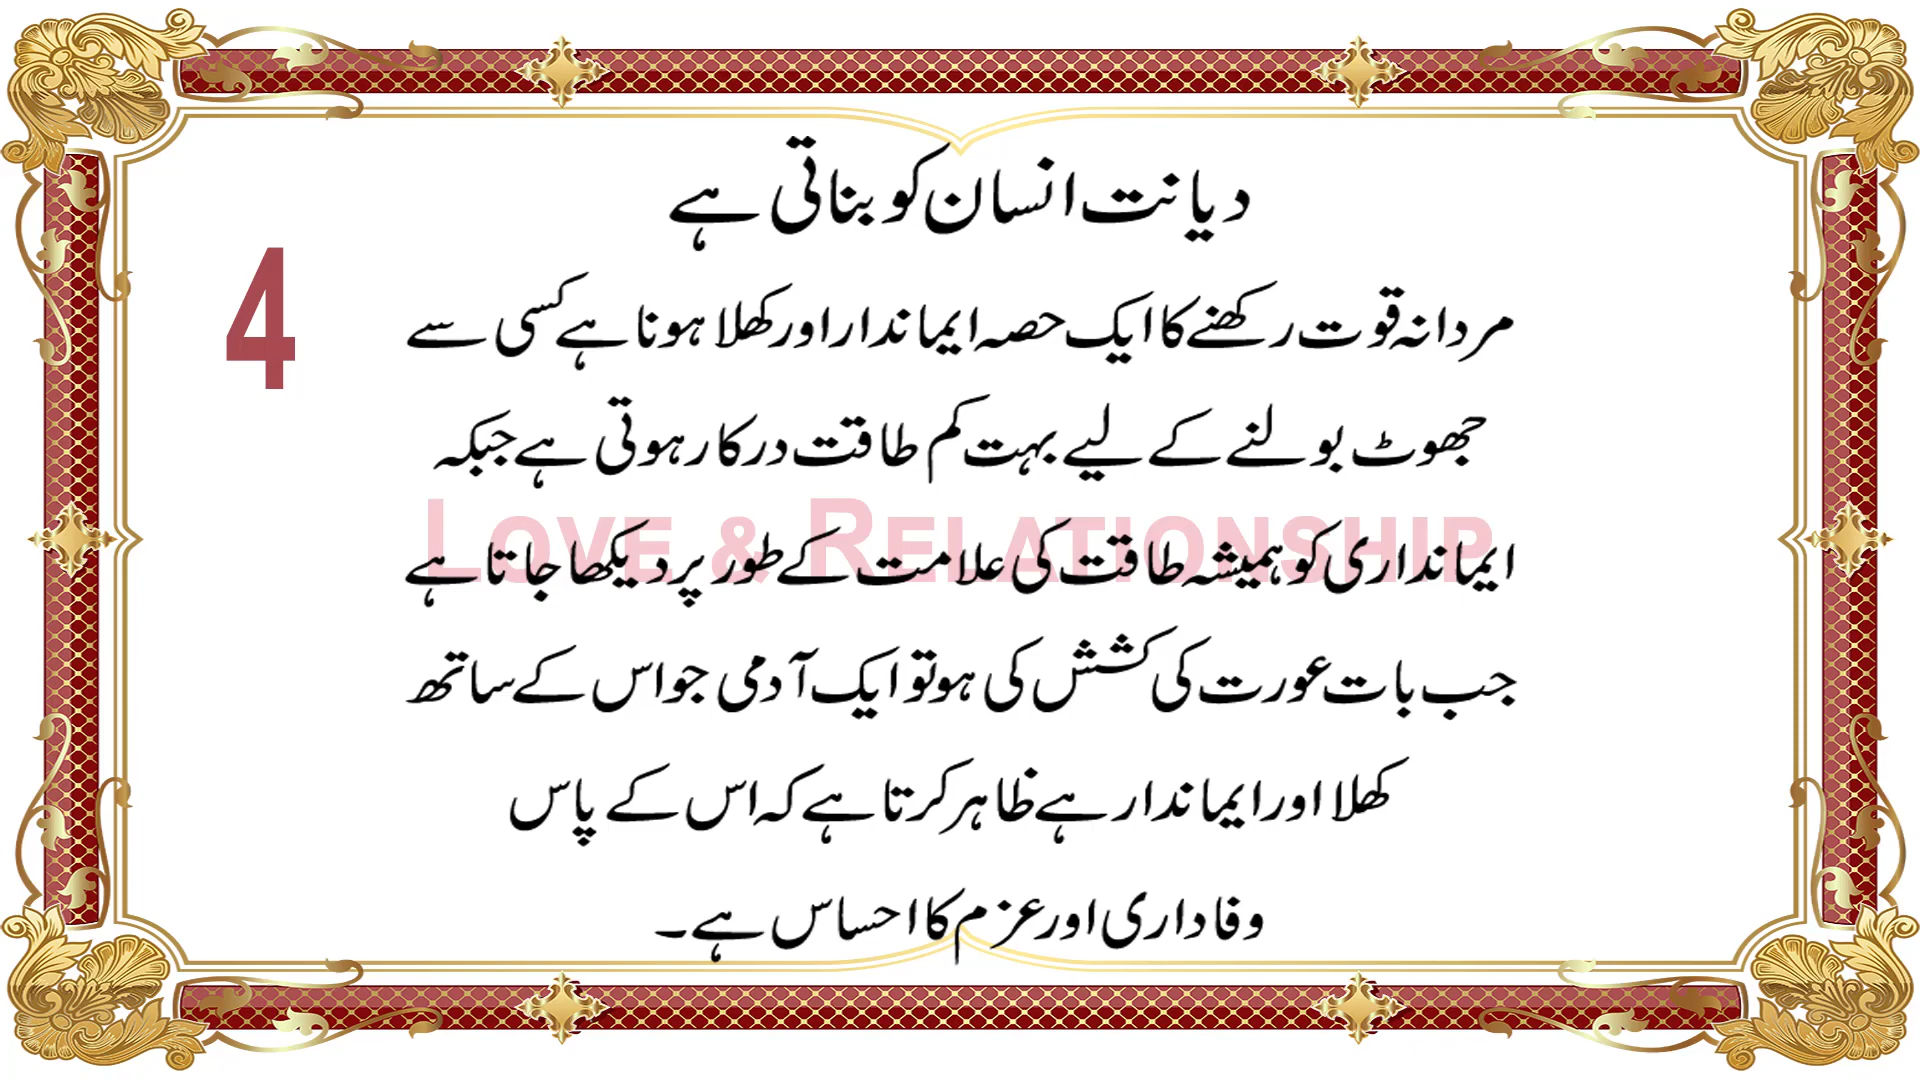 دیانت انسان کو بناتی ہے
4
مردانہ قوت رکھنے کا ایک حصہ ایماندار اور کھلا ہونا ہے کسی سے
جھوٹ بولنے کے لیے بہت کم طاقت درکار ہوتی ہے جبکہ
LOVE & RELATIONSHIP
ایمانداری کو ہمیشہ طاقت کی علامت کے طور پر دیکھا جاتا ہے
جب بات عورت کی کشش کی ہو تو ایک آدمی جو اس کے ساتھ
کھلا اور ایماندار ہے ظاہر کرتا ہے کہ اس کے پاس
وفاداری اور عزم کا احساس ہے۔